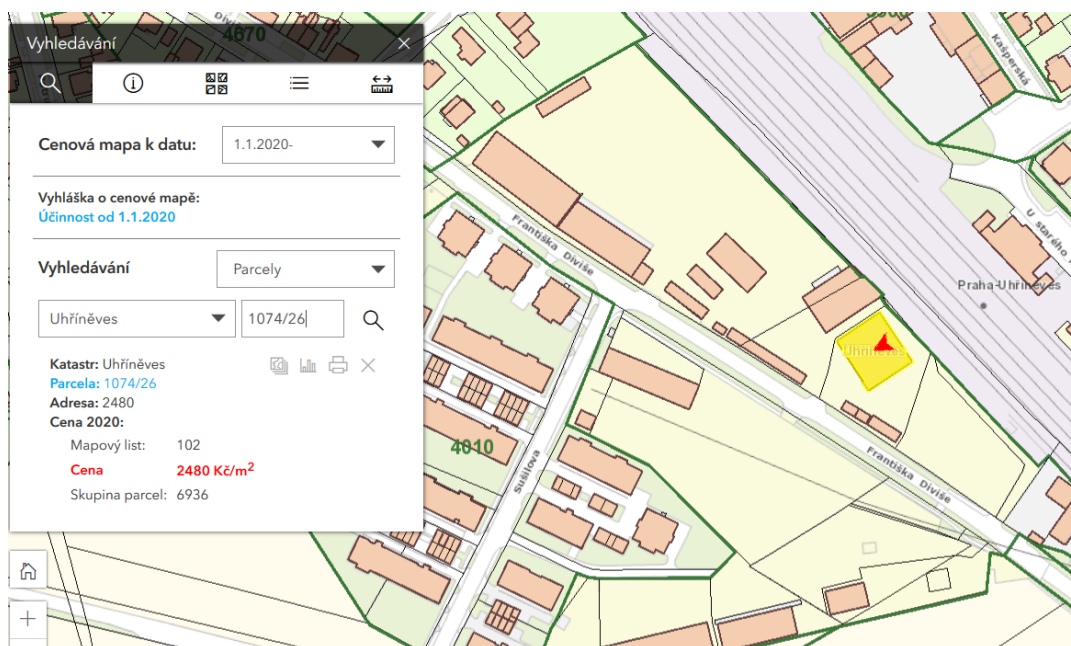 Vyhledávání
Cenová mapa k datu: 1.1.2020-
Vyhláška o cenové mapě:
Účinnost od 1.1.2020
Vyhledávání Parcely
Uhříněves 1074/26
Katastr: Uhříněves
Parcela: 1074/26
Adresa: 2480
Cena 2020:
Mapový list: 102
Cena 2480 Kč/m²
Skupina parcel: 6936
4670
Kašperská
Františka Diviše
U starého
Praha-Uhříněves
Uhříněves
4010
Sušilova
Františka Diviše